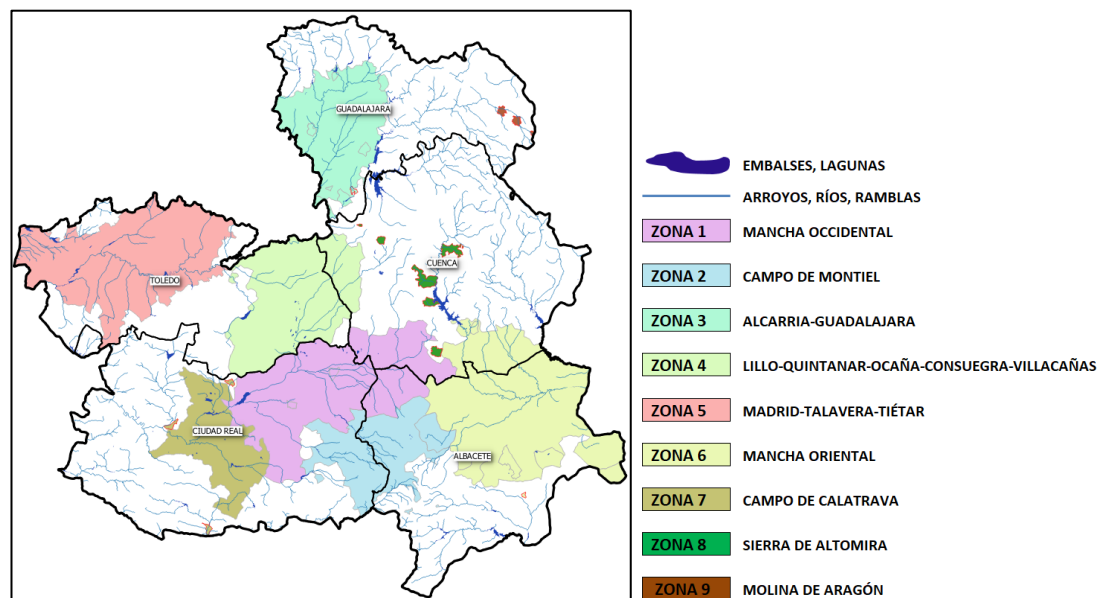 GUADALAJARA
CUENCA
TOLEDO
CIUDAD REAL
ALBACETE
EMBALSES, LAGUNAS
ARROYOS, RÍOS, RAMBLAS
ZONA 1 MANCHA OCCIDENTAL
ZONA 2 CAMPO DE MONTIEL
ZONA 3 ALCARRIA-GUADALAJARA
ZONA 4 LILLO-QUINTANAR-OCAÑA-CONSUEGRA-VILLACAÑAS
ZONA 5 MADRID-TALAVERA-TIÉTAR
ZONA 6 MANCHA ORIENTAL
ZONA 7 CAMPO DE CALATRAVA
ZONA 8 SIERRA DE ALTOMIRA
ZONA 9 MOLINA DE ARAGÓN